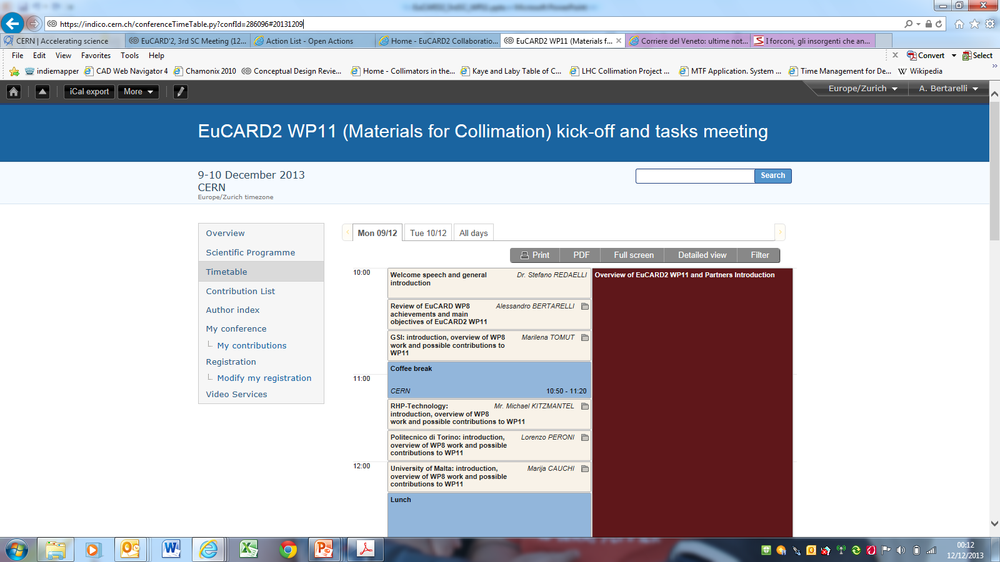 https://indico.cern.ch/conferenceTimeTable.py?confId=286096#20131209
CERN | Accelerating science
EuCARD'2, 3rd SC Meeting (12...
Action List - Open Actions
Home - EuCARD2 Collaboratio...
EuCARD2 WP11 (Materials f...
Corriere del Veneto: ultime not...
I forconi, gli insorgenti che an...
File Edit View Favorites Tools Help
Convert Select
indiemapper CAD Web Navigator 4 Chamonix 2010 Conceptual Design Revie... Home - Collimators in the... Kaye and Laby Table of C... LHC Collimation Project ... MTF Application. System ... Time Management for De... Wikipedia
iCal export More Europe/Zurich A. Bertarelli
EuCARD2 WP11 (Materials for Collimation) kick-off and tasks meeting
9-10 December 2013
CERN
Europe/Zurich timezone
Search
Overview
Scientific Programme
Timetable
Contribution List
Author index
My conference
My contributions
Registration
Modify my registration
Video Services
Mon 09/12 Tue 10/12 All days
Print PDF Full screen Detailed view Filter
10:00
Welcome speech and general
introduction
Dr. Stefano REDAELLI
Review of EuCARD WP8
achievements and main
objectives of EuCARD2 WP11
Alessandro BERTARELLI
GSI: introduction, overview of WP8
work and possible contributions to
WP11
Marilena TOMUT
Coffee break
CERN 10:50 - 11:20
11:00
RHP-Technology:
introduction, overview of WP8
work and possible contributions to WP11
Mr. Michael KITZMANTEL
Politecnico di Torino: introduction,
overview of WP8 work and possible
contributions to WP11
Lorenzo PERONI
12:00
University of Malta: introduction,
overview of WP8 work and possible
contributions to WP11
Marija CAUCHI
Lunch
Overview of EuCARD2 WP11 and Partners Introduction
00:12
12/12/2013